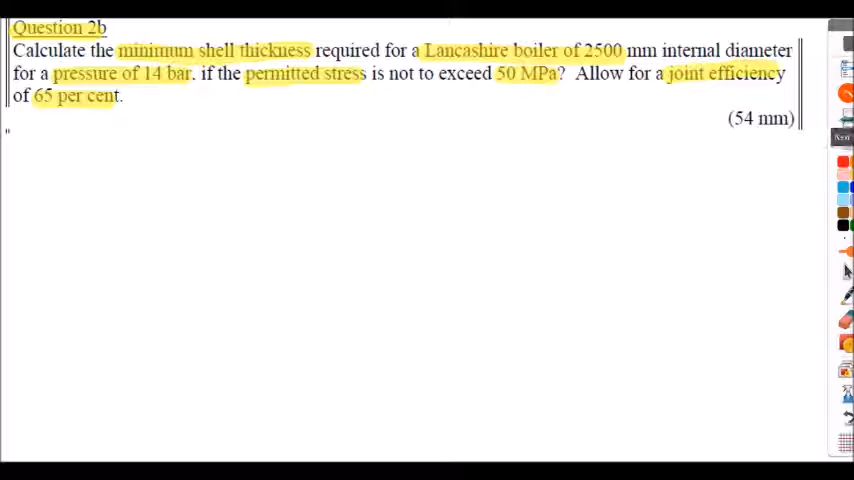 Question 2b
Calculate the minimum shell thickness required for a Lancashire boiler of 2500 mm internal diameter
for a pressure of 14 bar. if the permitted stress is not to exceed 50 MPa? Allow for a joint efficiency
of 65 per cent.
(54 mm)
"